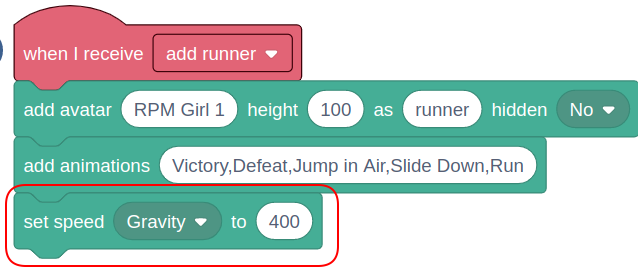 when I receive add runner
add avatar RPM Girl 1 height 100 as runner hidden No
add animations Victory,Defeat,Jump in Air,Slide Down,Run
set speed Gravity to 400